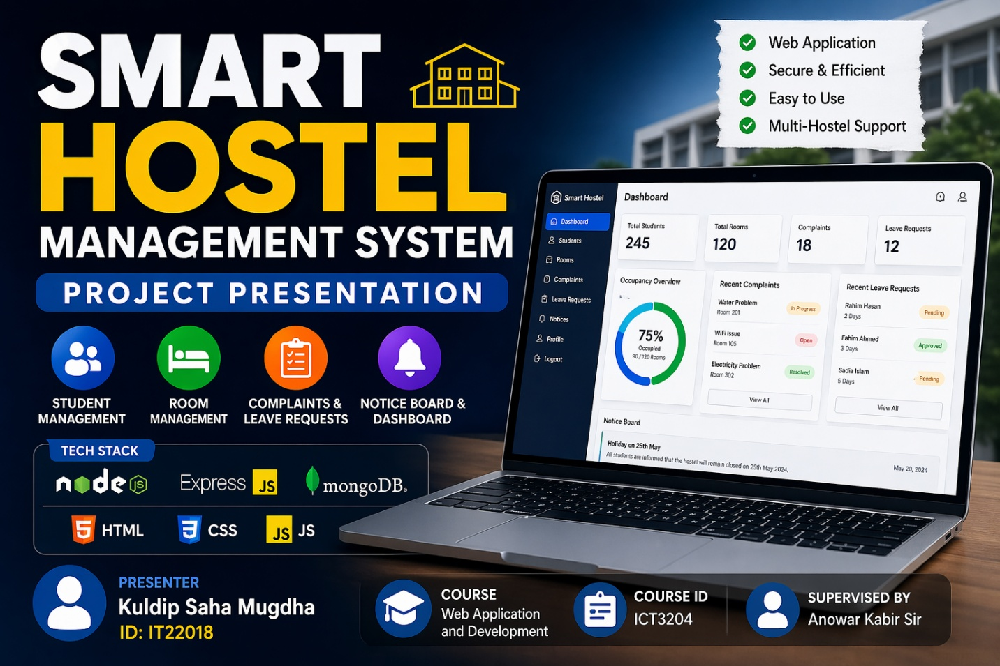 SMART
HOSTEL
MANAGEMENT SYSTEM
PROJECT PRESENTATION
STUDENT
MANAGEMENT
ROOM
MANAGEMENT
COMPLAINTS &
LEAVE REQUESTS
NOTICE BOARD &
DASHBOARD
TECH STACK
node JS
Express JS
mongoDB.
5 HTML
3 CSS
JS JS
PRESENTER
Kuldip Saha Mugdha
ID: IT22018
COURSE
Web Application
and Development
COURSE ID
ICT3204
SUPERVISED BY
Anowar Kabir Sir
Web Application
Secure & Efficient
Easy to Use
Multi-Hostel Support
Smart Hostel
Dashboard
Students
Rooms
Complaints
Leave Requests
Notices
Profile
Logout
Dashboard
Total Students
245
Total Rooms
120
Complaints
18
Leave Requests
12
Occupancy Overview
75%
Occupied
90 / 120 Rooms
Recent Complaints
Water Problem
Room 201
In Progress
WiFi Issue
Room 105
Open
Electricity Problem
Room 302
Resolved
View All
Recent Leave Requests
Rahim Hasan
2 Days
Pending
Fahim Ahmed
3 Days
Approved
Sadia Islam
5 Days
Pending
View All
Notice Board
Holiday on 25th May
All students are informed that the hostel will remain closed on 25th May 2024.
May 20, 2024